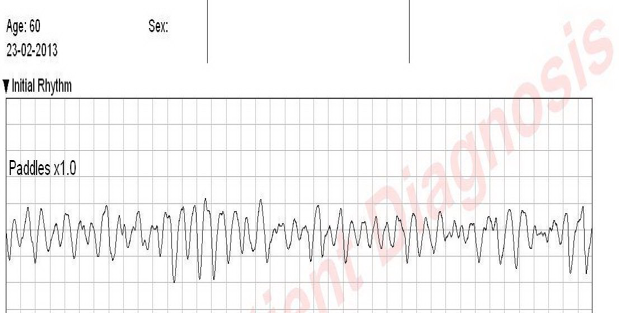 Age: 60
Sex:
23-02-2013
▼Initial Rhythm
Paddles x1.0
Diagnosis